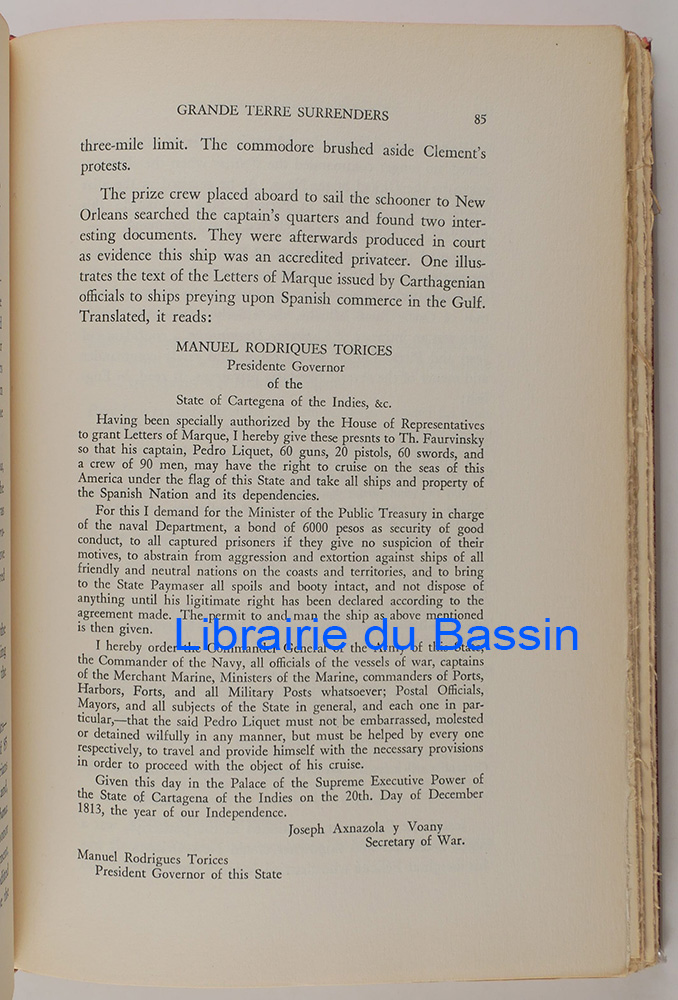 GRANDE TERRE SURRENDERS 85
three-mile limit. The commodore brushed aside Clement's
protests.
The prize crew placed aboard to sail the schooner to New
Orleans searched the captain's quarters and found two inter-
esting documents. They were afterwards produced in court
as evidence this ship was an accredited privateer. One illus-
trates the text of the Letters of Marque issued by Carthagenian
officials to ships preying upon Spanish commerce in the Gulf.
Translated, it reads:
MANUEL RODRIQUES TORICES
Presidente Governor
of the
State of Cartegena of the Indies, &c.
Having been specially authorized by the House of Representatives
to grant Letters of Marque, I hereby give these presnts to Th. Faurvinsky
so that his captain, Pedro Liquet, 60 guns, 20 pistols, 60 swords, and
a crew of 90 men, may have the right to cruise on the seas of this
America under the flag of this State and take all ships and property of
the Spanish Nation and its dependencies.
For this I demand for the Minister of the Public Treasury in charge
of the naval Department, a bond of 6000 pesos as security of good
conduct, to all captured prisoners if they give no suspicion of their
motives, to abstrain from aggression and extortion against ships of all
friendly and neutral nations on the coasts and territories, and to bring
to the State Paymaser all spoils and booty intact, and not dispose of
anything until his ligitimate right has been declared according to the
agreement made. The permit to and man the ship as above mentioned
is then given.
Librairie du Bassin
I hereby order the Commander General of the Army of this State,
the Commander of the Navy, all officials of the vessels of war, captains
of the Merchant Marine, Ministers of the Marine, commanders of Ports,
Harbors, Forts, and all Military Posts whatsoever; Postal Officials,
Mayors, and all subjects of the State in general, and each one in par-
ticular,—that the said Pedro Liquet must not be embarrassed, molested
or detained wilfully in any manner, but must be helped by every one
respectively, to travel and provide himself with the necessary provisions
in order to proceed with the object of his cruise.
Given this day in the Palace of the Supreme Executive Power of
the State of Cartagena of the Indies on the 20th. Day of December
1813, the year of our Independence.
Joseph Axnazola y Voany
Secretary of War.
Manuel Rodrigues Torices
President Governor of this State